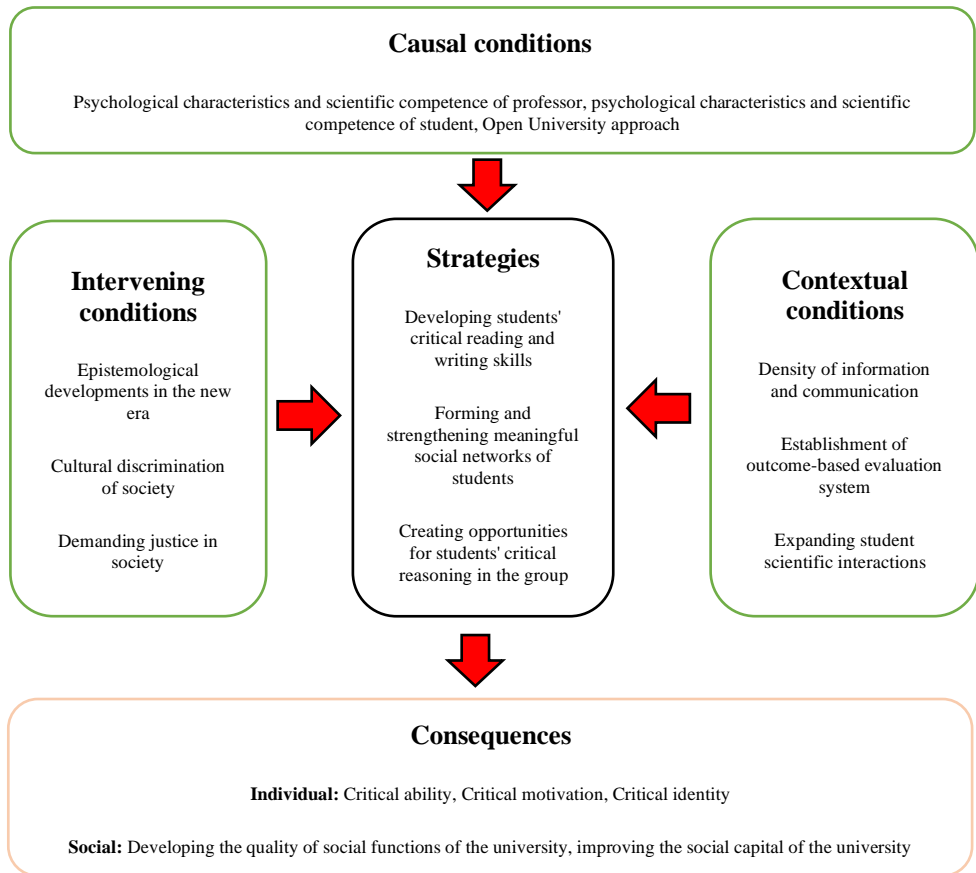 Causal conditions
Psychological characteristics and scientific competence of professor, psychological characteristics and scientific
competence of student, Open University approach
Intervening
conditions
Epistemological
developments in the new
era
Cultural discrimination
of society
Demanding justice in
society
Strategies
Developing students'
critical reading and
writing skills
Forming and
strengthening meaningful
social networks of
students
Creating opportunities
for students' critical
reasoning in the group
Contextual
conditions
Density of information
and communication
Establishment of
outcome-based evaluation
system
Expanding student
scientific interactions
Consequences
Individual: Critical ability, Critical motivation, Critical identity
Social: Developing the quality of social functions of the university, improving the social capital of the university